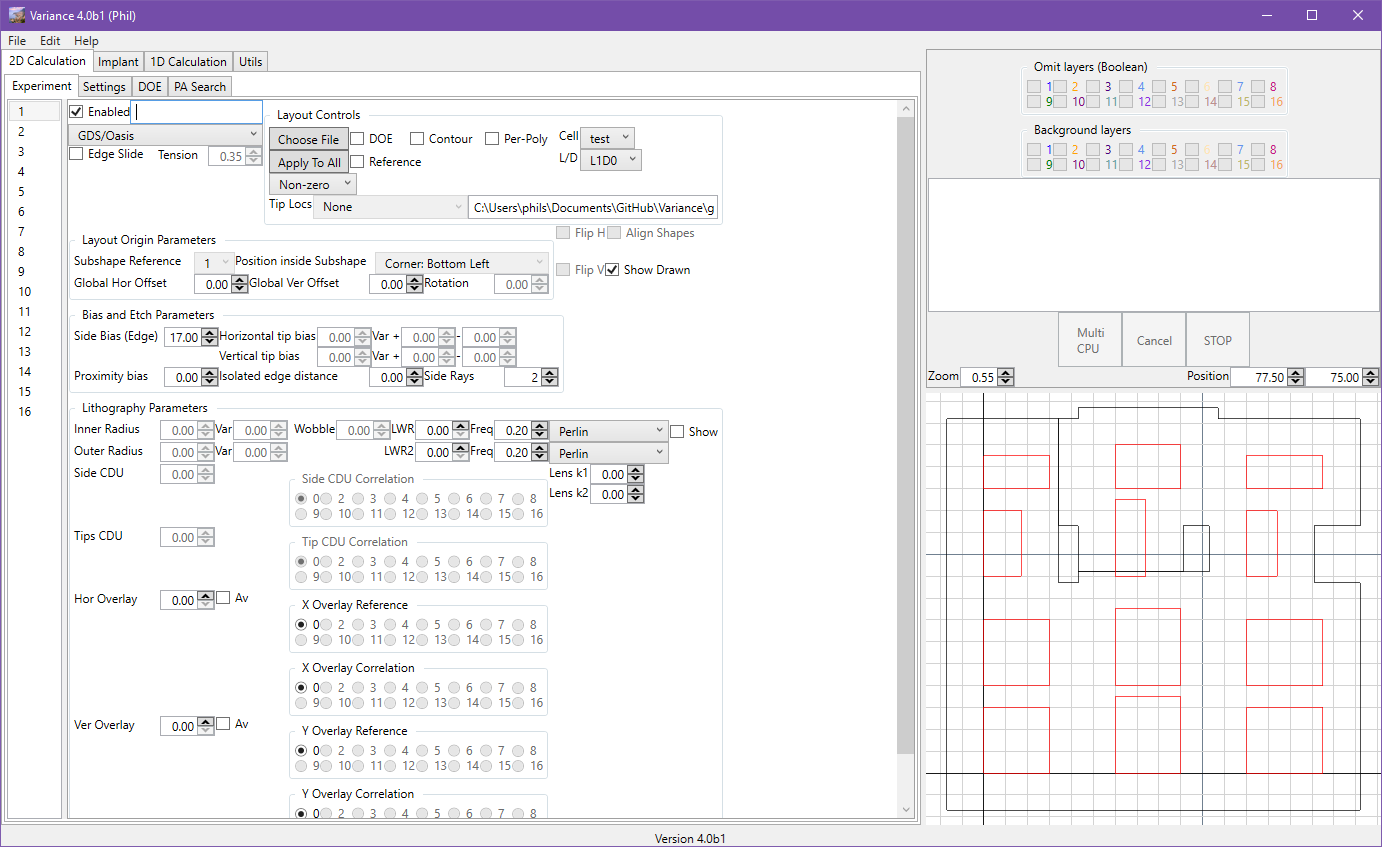 Variance 4.0b1 (Phil)
File Edit Help
2D Calculation Implant 1D Calculation Utils
Experiment Settings DOE PA Search
1
2
3
4
5
6
7
8
9
10
11
12
13
14
15
16
Enabled
GDS/Oasis
Edge Slide Tension 0.35
Layout Controls
Choose File DOE Contour Per-Poly Cell test
Apply To All Reference L/D L1D0
Non-zero
Tip Locs None C:\Users\phils\Documents\GitHub\Variance\g
Flip H Align Shapes
Flip V Show Drawn
Layout Origin Parameters
Subshape Reference 1 Position inside Subshape Corner: Bottom Left
Global Hor Offset 0.00 Global Ver Offset 0.00 Rotation 0.00
Bias and Etch Parameters
Side Bias (Edge) 17.00 Horizontal tip bias 0.00 Var + 0.00 - 0.00
Vertical tip bias 0.00 Var + 0.00 - 0.00
Proximity bias 0.00 Isolated edge distance 0.00 Side Rays 2
Lithography Parameters
Inner Radius 0.00 Var 0.00 Wobble 0.00 LWR 0.00 Freq 0.20 Perlin Show
Outer Radius 0.00 Var 0.00 LWR2 0.00 Freq 0.20 Perlin
Side CDU 0.00 Lens k1 0.00
Lens k2 0.00
Side CDU Correlation
0 2 3 4 5 6 7 8
9 10 11 12 13 14 15 16
Tips CDU 0.00
Tip CDU Correlation
0 2 3 4 5 6 7 8
9 10 11 12 13 14 15 16
Hor Overlay 0.00 Av
X Overlay Reference
0 2 3 4 5 6 7 8
9 10 11 12 13 14 15 16
X Overlay Correlation
0 2 3 4 5 6 7 8
9 10 11 12 13 14 15 16
Ver Overlay 0.00 Av
Y Overlay Reference
0 2 3 4 5 6 7 8
9 10 11 12 13 14 15 16
Y Overlay Correlation
0 2 3 4 5 6 7 8
Omit layers (Boolean)
1 2 3 4 5 6 7 8
9 10 11 12 13 14 15 16
Background layers
1 2 3 4 5 6 7 8
9 10 11 12 13 14 15 16
Multi
CPU
Cancel
STOP
Zoom 0.55 Position 77.50 75.00
Version 4.0b1